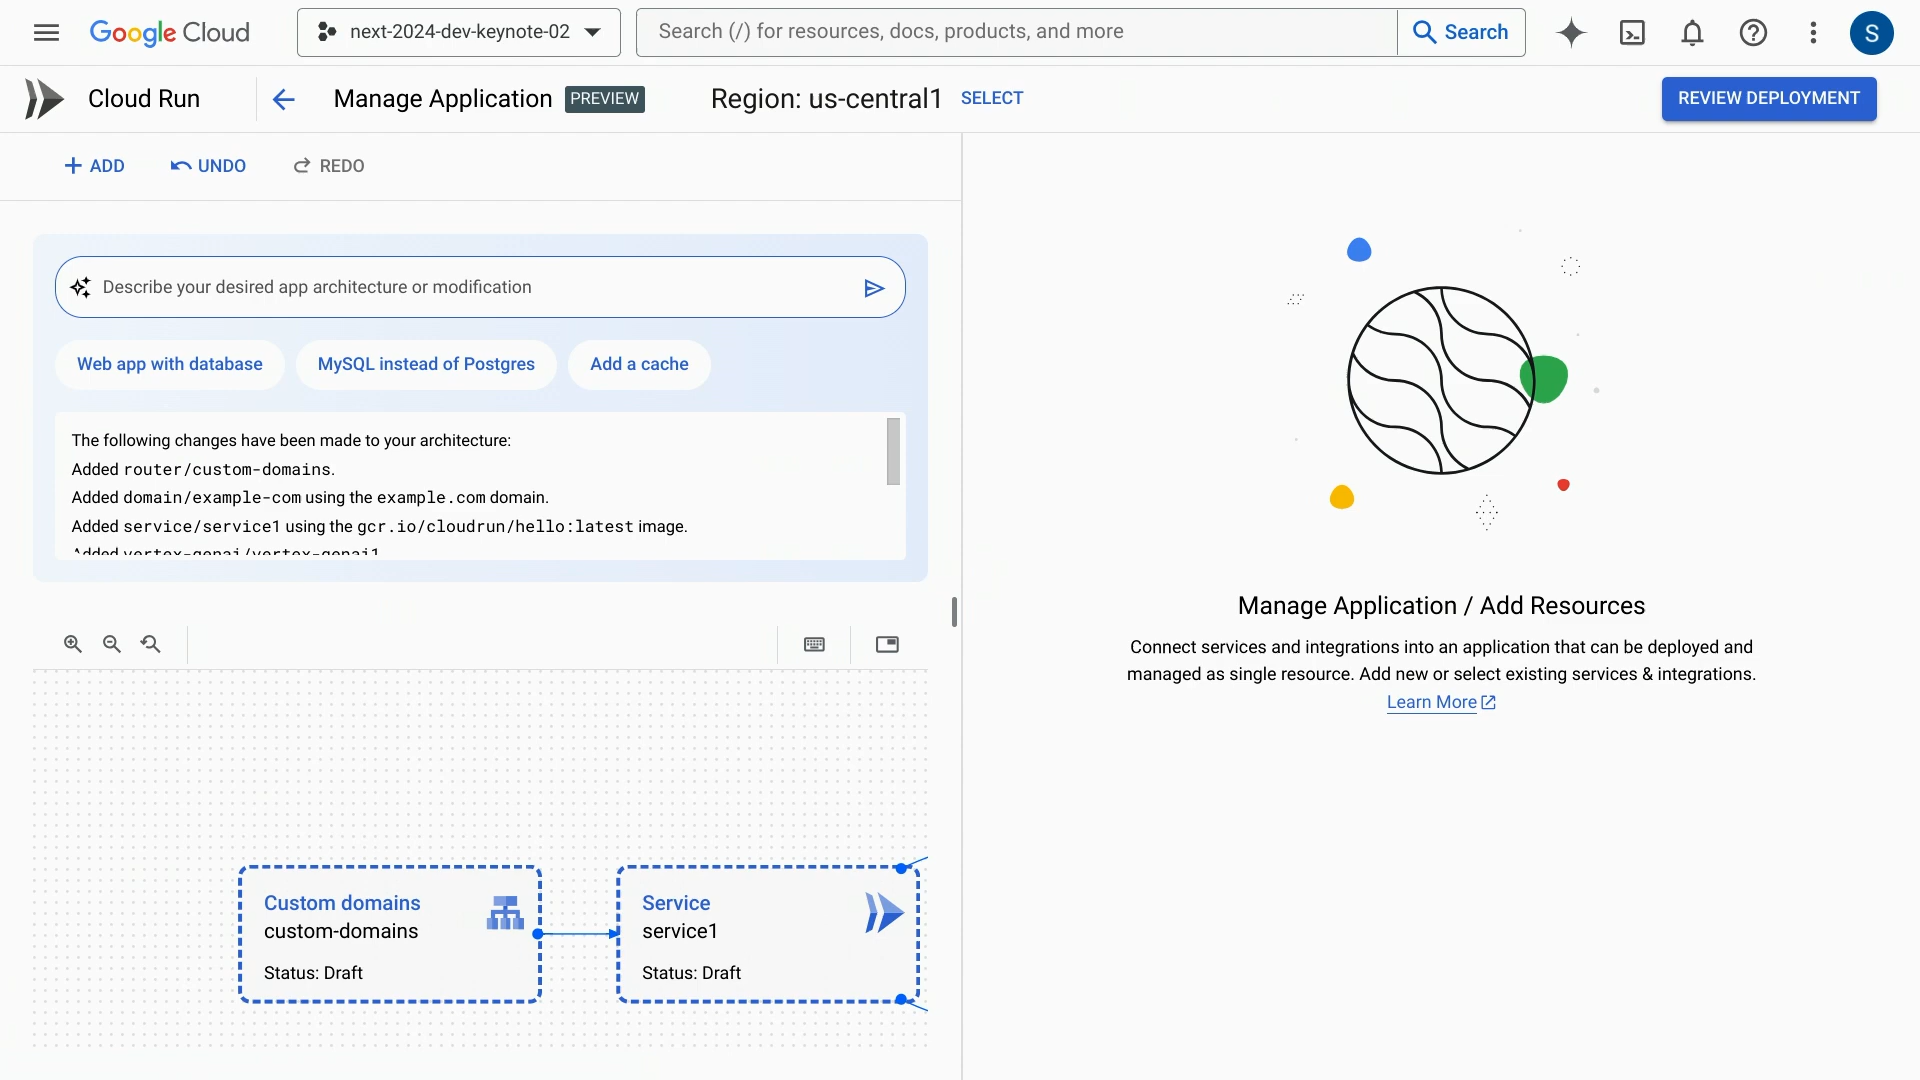 Google Cloud
next-2024-dev-keynote-02
Search (/) for resources, docs, products, and more
Search
S
Cloud Run
Manage Application PREVIEW
Region: us-central1 SELECT
REVIEW DEPLOYMENT
ADD
UNDO
REDO
Describe your desired app architecture or modification
Web app with database
MySQL instead of Postgres
Add a cache
The following changes have been made to your architecture:
Added router/custom-domains.
Added domain/example-com using the example.com domain.
Added service/service1 using the gcr.io/cloudrun/hello:latest image.
Added vertex-genai/vertex-genai1
Custom domains
custom-domains
Status: Draft
Service
service1
Status: Draft
Manage Application / Add Resources
Connect services and integrations into an application that can be deployed and
managed as single resource. Add new or select existing services & integrations.
Learn More